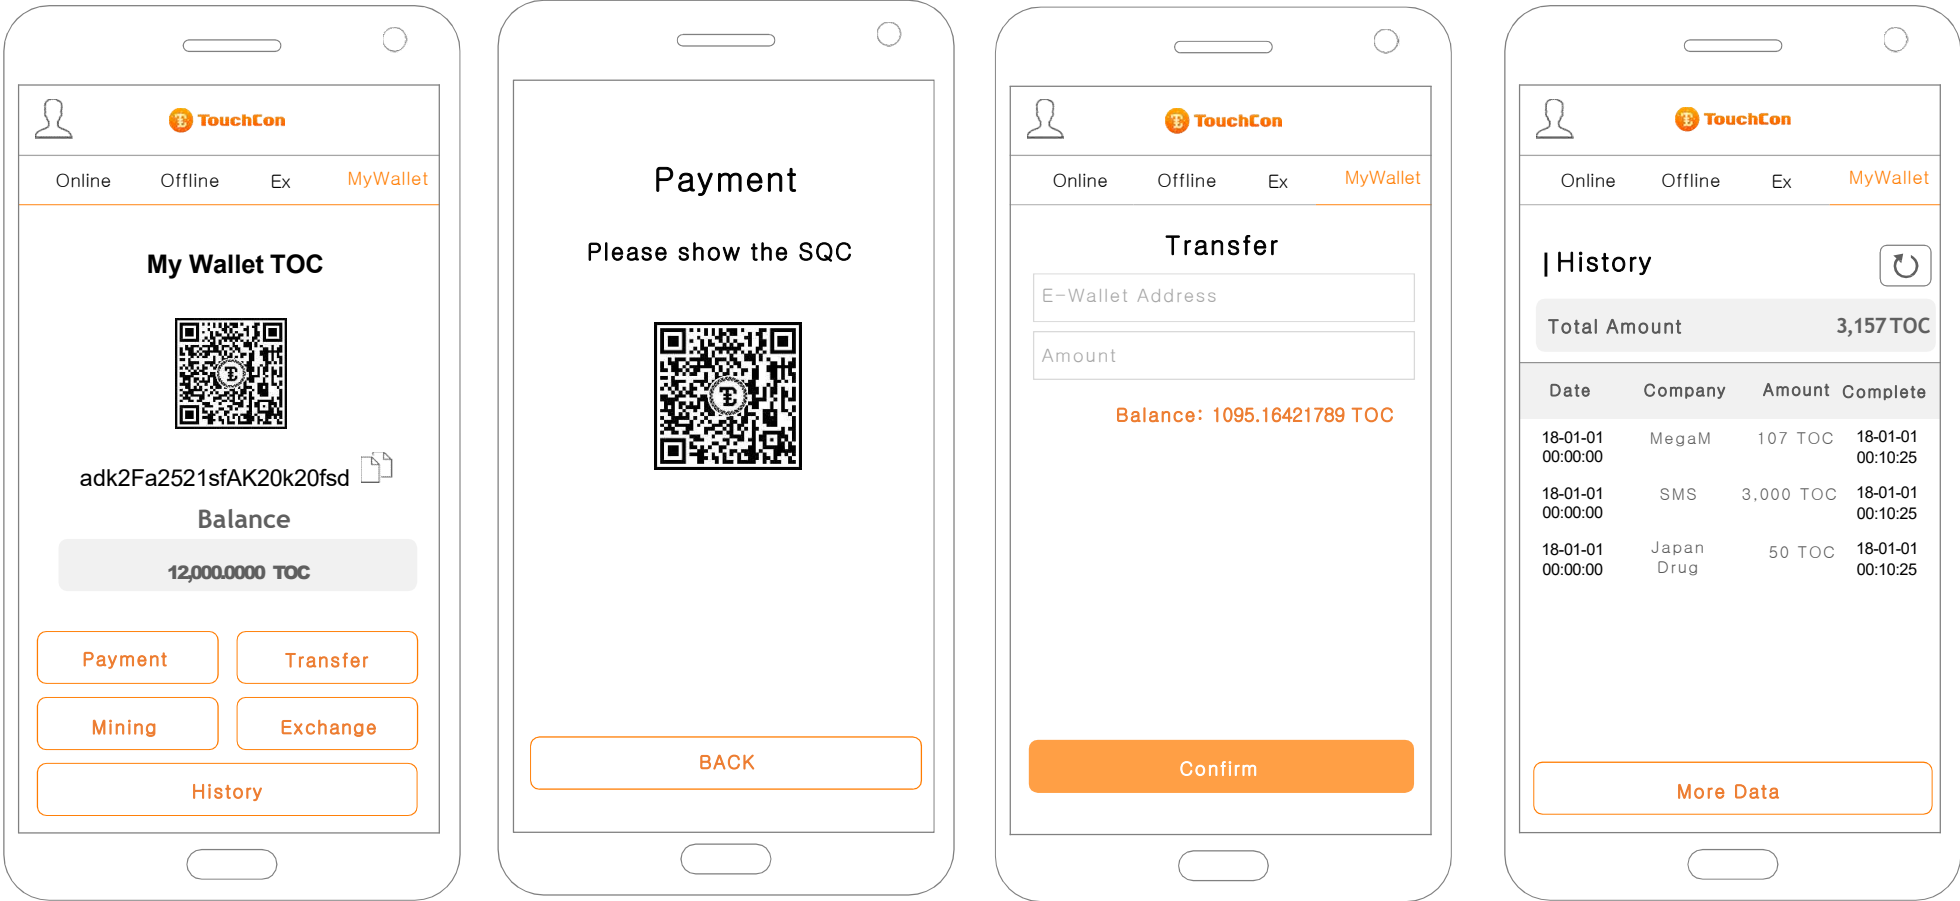 TouchCon
Online Offline Ex MyWallet
My Wallet TOC
adk2Fa2521sfAK20k20fsd
Balance
12,000.0000 TOC
Payment Transfer
Mining Exchange
History
Payment
Please show the SQC
BACK
TouchCon
Online Offline Ex MyWallet
Transfer
E-Wallet Address
Amount
Balance: 1095.16421789 TOC
Confirm
TouchCon
Online Offline Ex MyWallet
|History
Total Amount 3,157 TOC
Date Company Amount Complete
18-01-01 MegaM 107 TOC 18-01-01
00:00:00 00:10:25
18-01-01 SMS 3,000 TOC 18-01-01
00:00:00 00:10:25
18-01-01 Japan 50 TOC 18-01-01
00:00:00 Drug 00:10:25
More Data